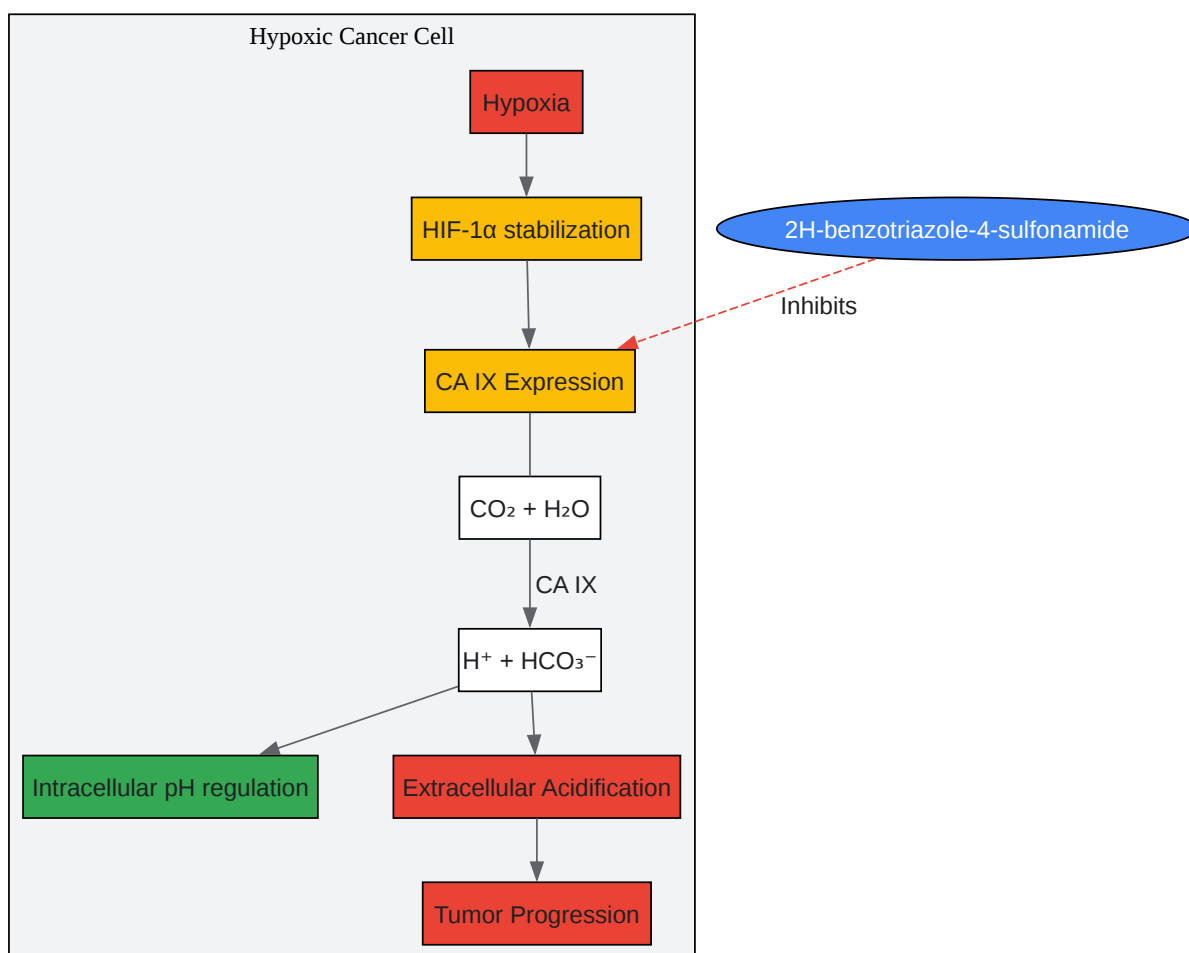 Hypoxic Cancer Cell
Hypoxia
HIF-1α stabilization
2H-benzotriazole-4-sulfonamide
Inhibits
CA IX Expression
CO₂ + H₂O
CA IX
H⁺ + HCO₃⁻
Intracellular pH regulation
Extracellular Acidification
Tumor Progression